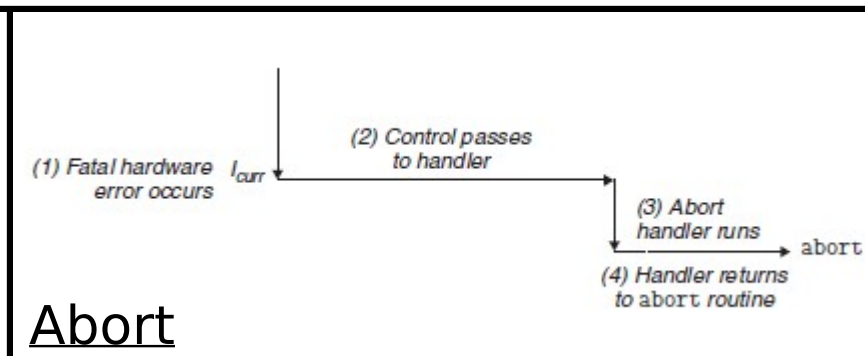 (2) Control passes
to handler
(1) Fatal hardware I_curr
error occurs
(3) Abort
handler runs
abort
(4) Handler returns
to abort routine
Abort